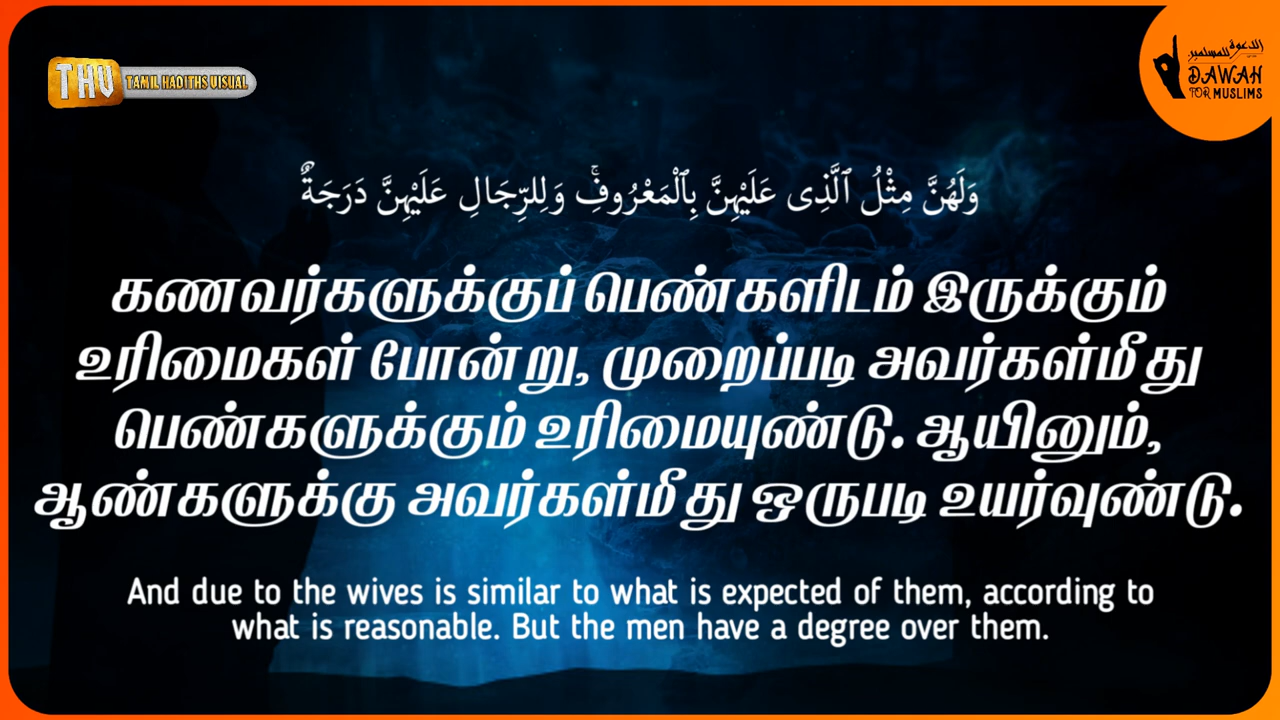 THV TAMIL HADITHS VISUAL
الدعوة للمسلمين
DAWAH
FOR MUSLIMS
وَلَهُنَّ مِثْلُ ٱلَّذِى عَلَيْهِنَّ بِٱلْمَعْرُوفِۚ وَلِلرِّجَالِ عَلَيْهِنَّ دَرَجَةٌۗ
கணவர்களுக்குப் பெண்களிடம் இருக்கும்
உரிமைகள் போன்று, முறைப்படி அவர்கள்மீது
பெண்களுக்கும் உரிமையுண்டு. ஆயினும்,
ஆண்களுக்கு அவர்கள்மீது ஒருபடி உயர்வுண்டு.
And due to the wives is similar to what is expected of them, according to
what is reasonable. But the men have a degree over them.